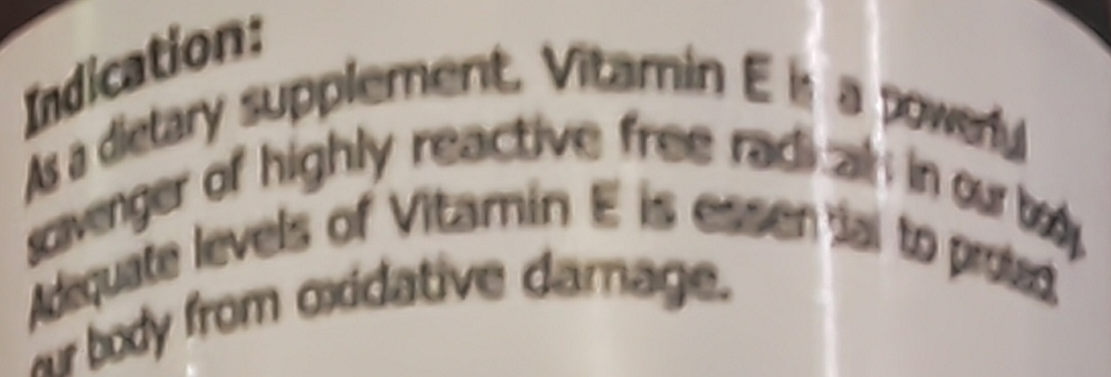 Indication:
As a dietary supplement. Vitamin E is a powerful
scavenger of highly reactive free radicals in our body.
Adequate levels of Vitamin E is essential to protect
our body from oxidative damage.